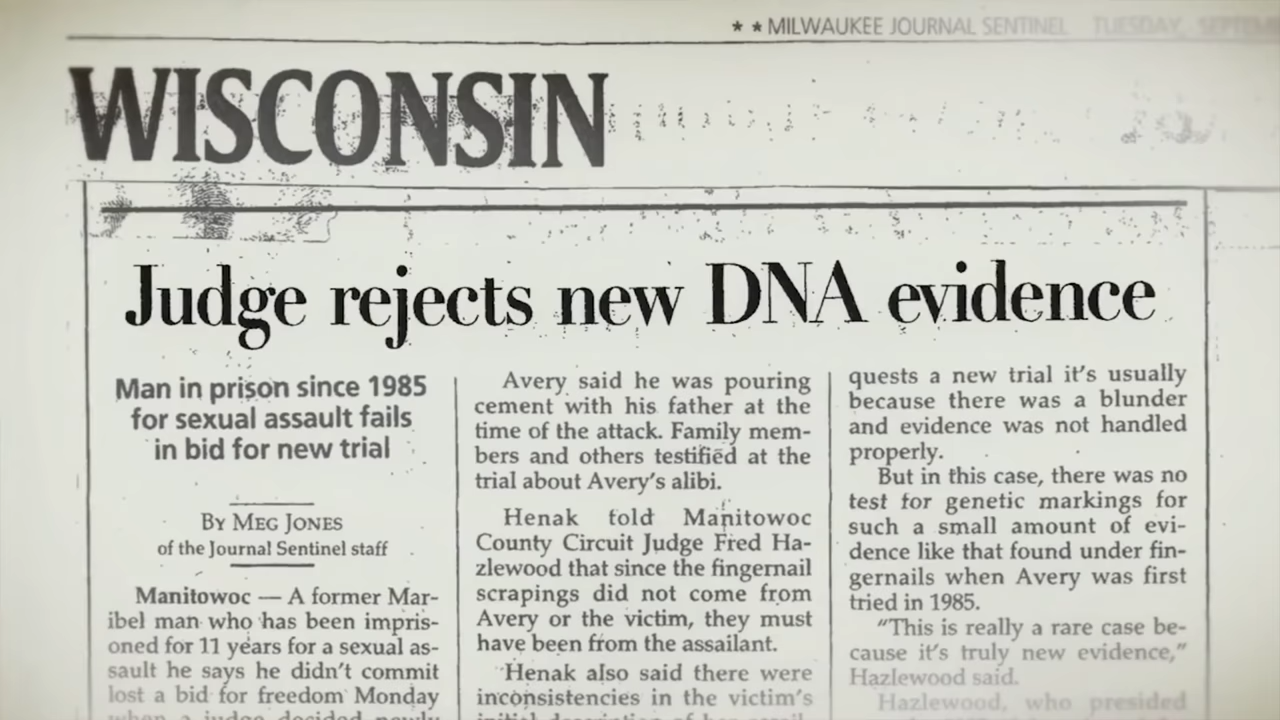 ★ ★ MILWAUKEE JOURNAL SENTINEL TUESDAY, SEPTEM
WISCONSIN
Judge rejects new DNA evidence
Man in prison since 1985
for sexual assault fails
in bid for new trial
BY MEG JONES
of the Journal Sentinel staff
Manitowoc — A former Mar-
ibel man who has been impris-
oned for 11 years for a sexual as-
sault he says he didn't commit
lost a bid for freedom Monday
when a judge decided newly
Avery said he was pouring
cement with his father at the
time of the attack. Family mem-
bers and others testified at the
trial about Avery's alibi.
Henak told Manitowoc
County Circuit Judge Fred Ha-
zlewood that since the fingernail
scrapings did not come from
Avery or the victim, they must
have been from the assailant.
Henak also said there were
inconsistencies in the victim's
initial description of her
quests a new trial it's usually
because there was a blunder
and evidence was not handled
properly.
But in this case, there was no
test for genetic markings for
such a small amount of evi-
dence like that found under fin-
gernails when Avery was first
tried in 1985.
"This is really a rare case be-
cause it's truly new evidence,"
Hazlewood said.
Hazlewood, who presided